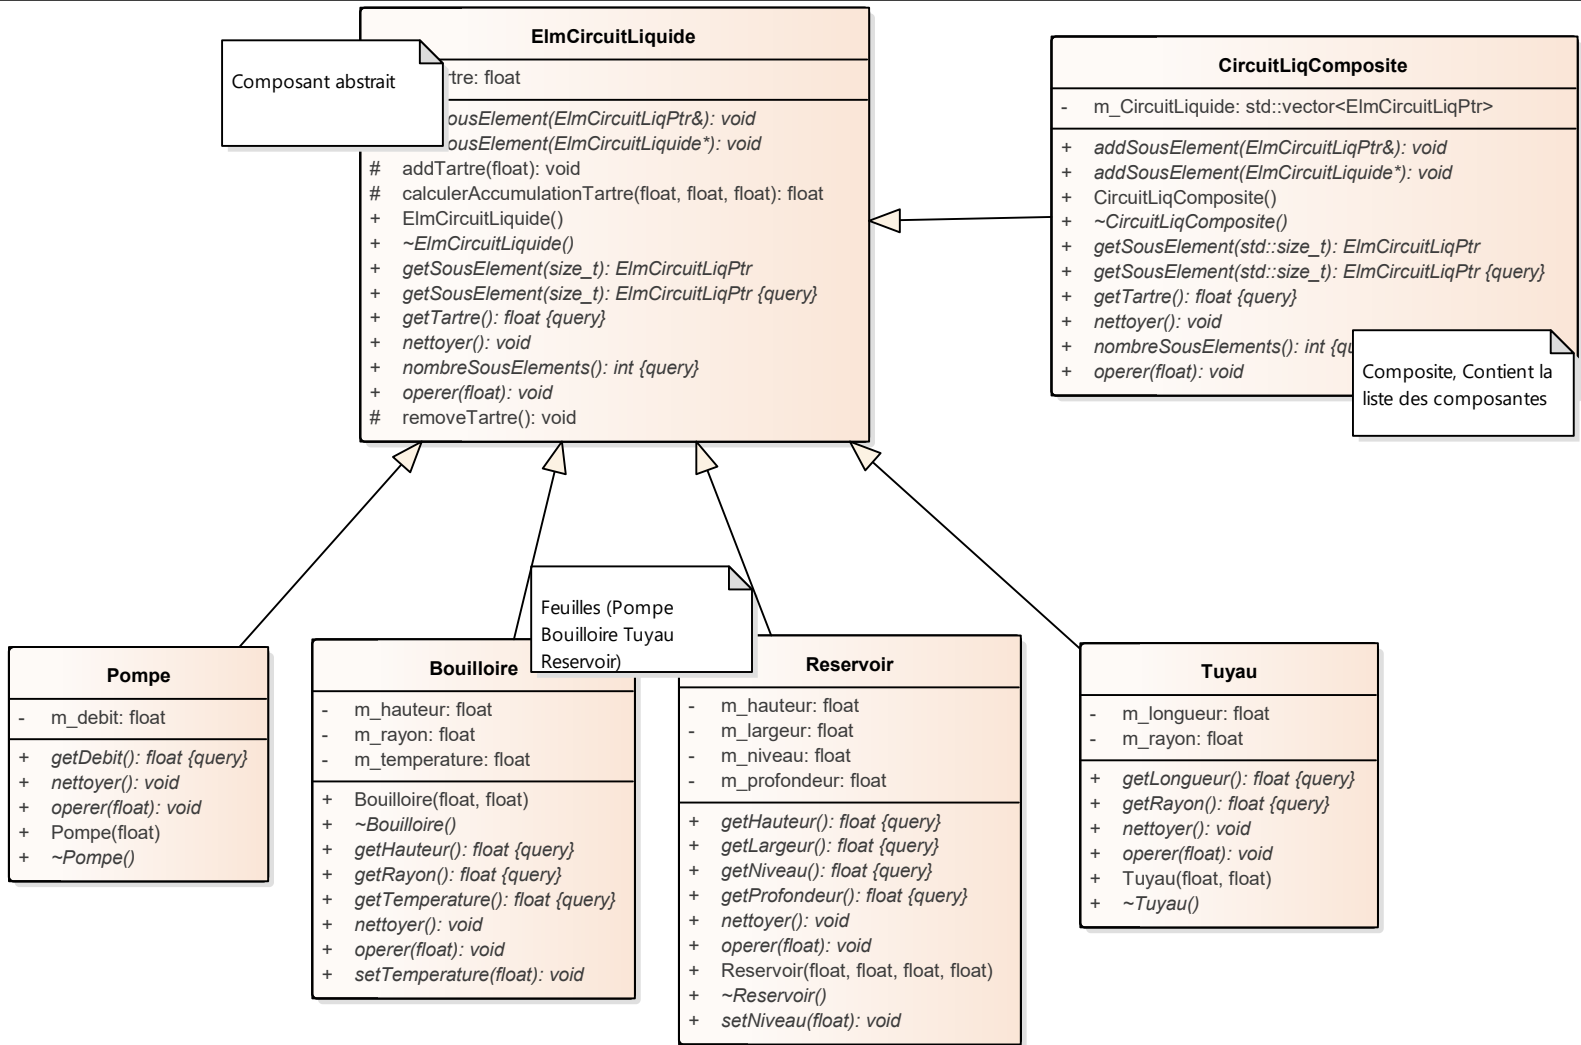 ElmCircuitLiquide
Composant abstrait
tre: float
ousElement(ElmCircuitLiqPtr&): void
ousElement(ElmCircuitLiquide*): void
# addTartre(float): void
# calculerAccumulationTartre(float, float, float): float
+ ElmCircuitLiquide()
+ ~ElmCircuitLiquide()
+ getSousElement(size_t): ElmCircuitLiqPtr
+ getSousElement(size_t): ElmCircuitLiqPtr {query}
+ getTartre(): float {query}
+ nettoyer(): void
+ nombreSousElements(): int {query}
+ operer(float): void
# removeTartre(): void
CircuitLiqComposite
- m_CircuitLiquide: std::vector<ElmCircuitLiqPtr>
+ addSousElement(ElmCircuitLiqPtr&): void
+ addSousElement(ElmCircuitLiquide*): void
+ CircuitLiqComposite()
+ ~CircuitLiqComposite()
+ getSousElement(std::size_t): ElmCircuitLiqPtr
+ getSousElement(std::size_t): ElmCircuitLiqPtr {query}
+ getTartre(): float {query}
+ nettoyer(): void
+ nombreSousElements(): int {qu
+ operer(float): void
Composite, Contient la
liste des composantes
Feuilles (Pompe
Bouilloire Tuyau
Reservoir)
Pompe
- m_debit: float
+ getDebit(): float {query}
+ nettoyer(): void
+ operer(float): void
+ Pompe(float)
+ ~Pompe()
Bouilloire
- m_hauteur: float
- m_rayon: float
- m_temperature: float
+ Bouilloire(float, float)
+ ~Bouilloire()
+ getHauteur(): float {query}
+ getRayon(): float {query}
+ getTemperature(): float {query}
+ nettoyer(): void
+ operer(float): void
+ setTemperature(float): void
Reservoir
- m_hauteur: float
- m_largeur: float
- m_niveau: float
- m_profondeur: float
+ getHauteur(): float {query}
+ getLargeur(): float {query}
+ getNiveau(): float {query}
+ getProfondeur(): float {query}
+ nettoyer(): void
+ operer(float): void
+ Reservoir(float, float, float, float)
+ ~Reservoir()
+ setNiveau(float): void
Tuyau
- m_longueur: float
- m_rayon: float
+ getLongueur(): float {query}
+ getRayon(): float {query}
+ nettoyer(): void
+ operer(float): void
+ Tuyau(float, float)
+ ~Tuyau()